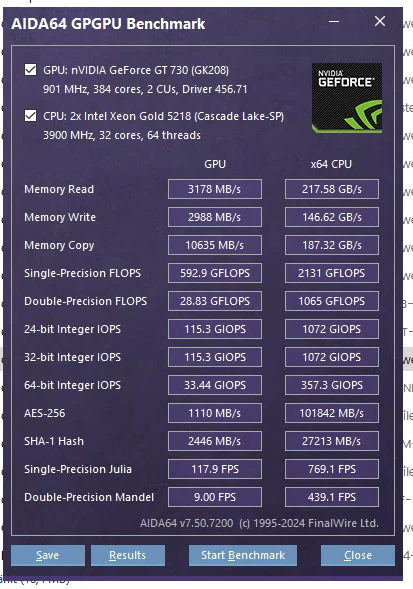 AIDA64 GPGPU Benchmark
GPU: nVIDIA GeForce GT 730 (GK208)
901 MHz, 384 cores, 2 CUs, Driver 456.71
CPU: 2x Intel Xeon Gold 5218 (Cascade Lake-SP)
3900 MHz, 32 cores, 64 threads
NVIDIA
GEFORCE
GPU x64 CPU
Memory Read 3178 MB/s 217.58 GB/s
Memory Write 2988 MB/s 146.62 GB/s
Memory Copy 10635 MB/s 187.32 GB/s
Single-Precision FLOPS 592.9 GFLOPS 2131 GFLOPS
Double-Precision FLOPS 28.83 GFLOPS 1065 GFLOPS
24-bit Integer IOPS 115.3 GIOPS 1072 GIOPS
32-bit Integer IOPS 115.3 GIOPS 1072 GIOPS
64-bit Integer IOPS 33.44 GIOPS 357.3 GIOPS
AES-256 1110 MB/s 101842 MB/s
SHA-1 Hash 2446 MB/s 27213 MB/s
Single-Precision Julia 117.9 FPS 769.1 FPS
Double-Precision Mandel 9.00 FPS 439.1 FPS
AIDA64 v7.50.7200 (c) 1995-2024 FinalWire Ltd.
Save Results Start Benchmark Close